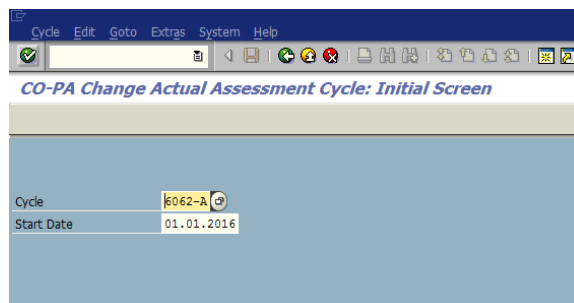 Cycle Edit Goto Extras System Help
CO-PA Change Actual Assessment Cycle: Initial Screen
Cycle 6062-A
Start Date 01.01.2016